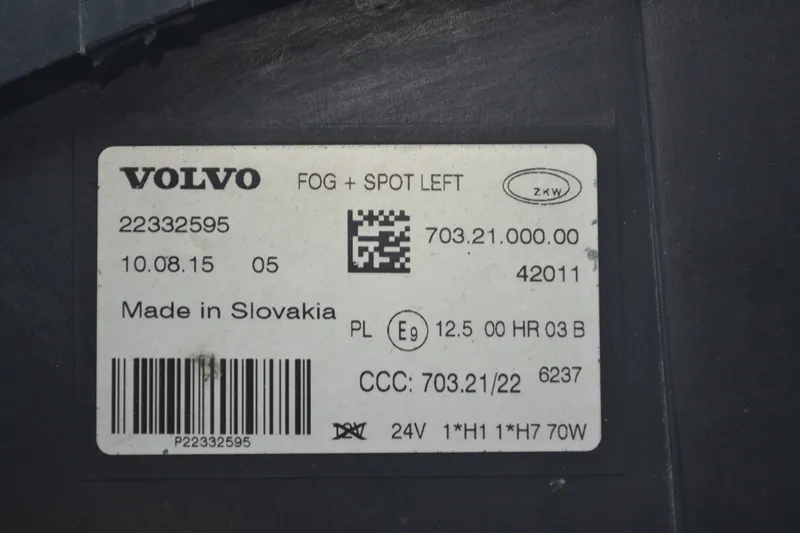 VOLVO FOG + SPOT LEFT ZKW
22332595 703.21.000.00
10.08.15 05 42011
Made in Slovakia
PL E9 12.5 00 HR 03 B
CCC: 703.21/22 6237
P22332595 12V 24V 1*H1 1*H7 70W